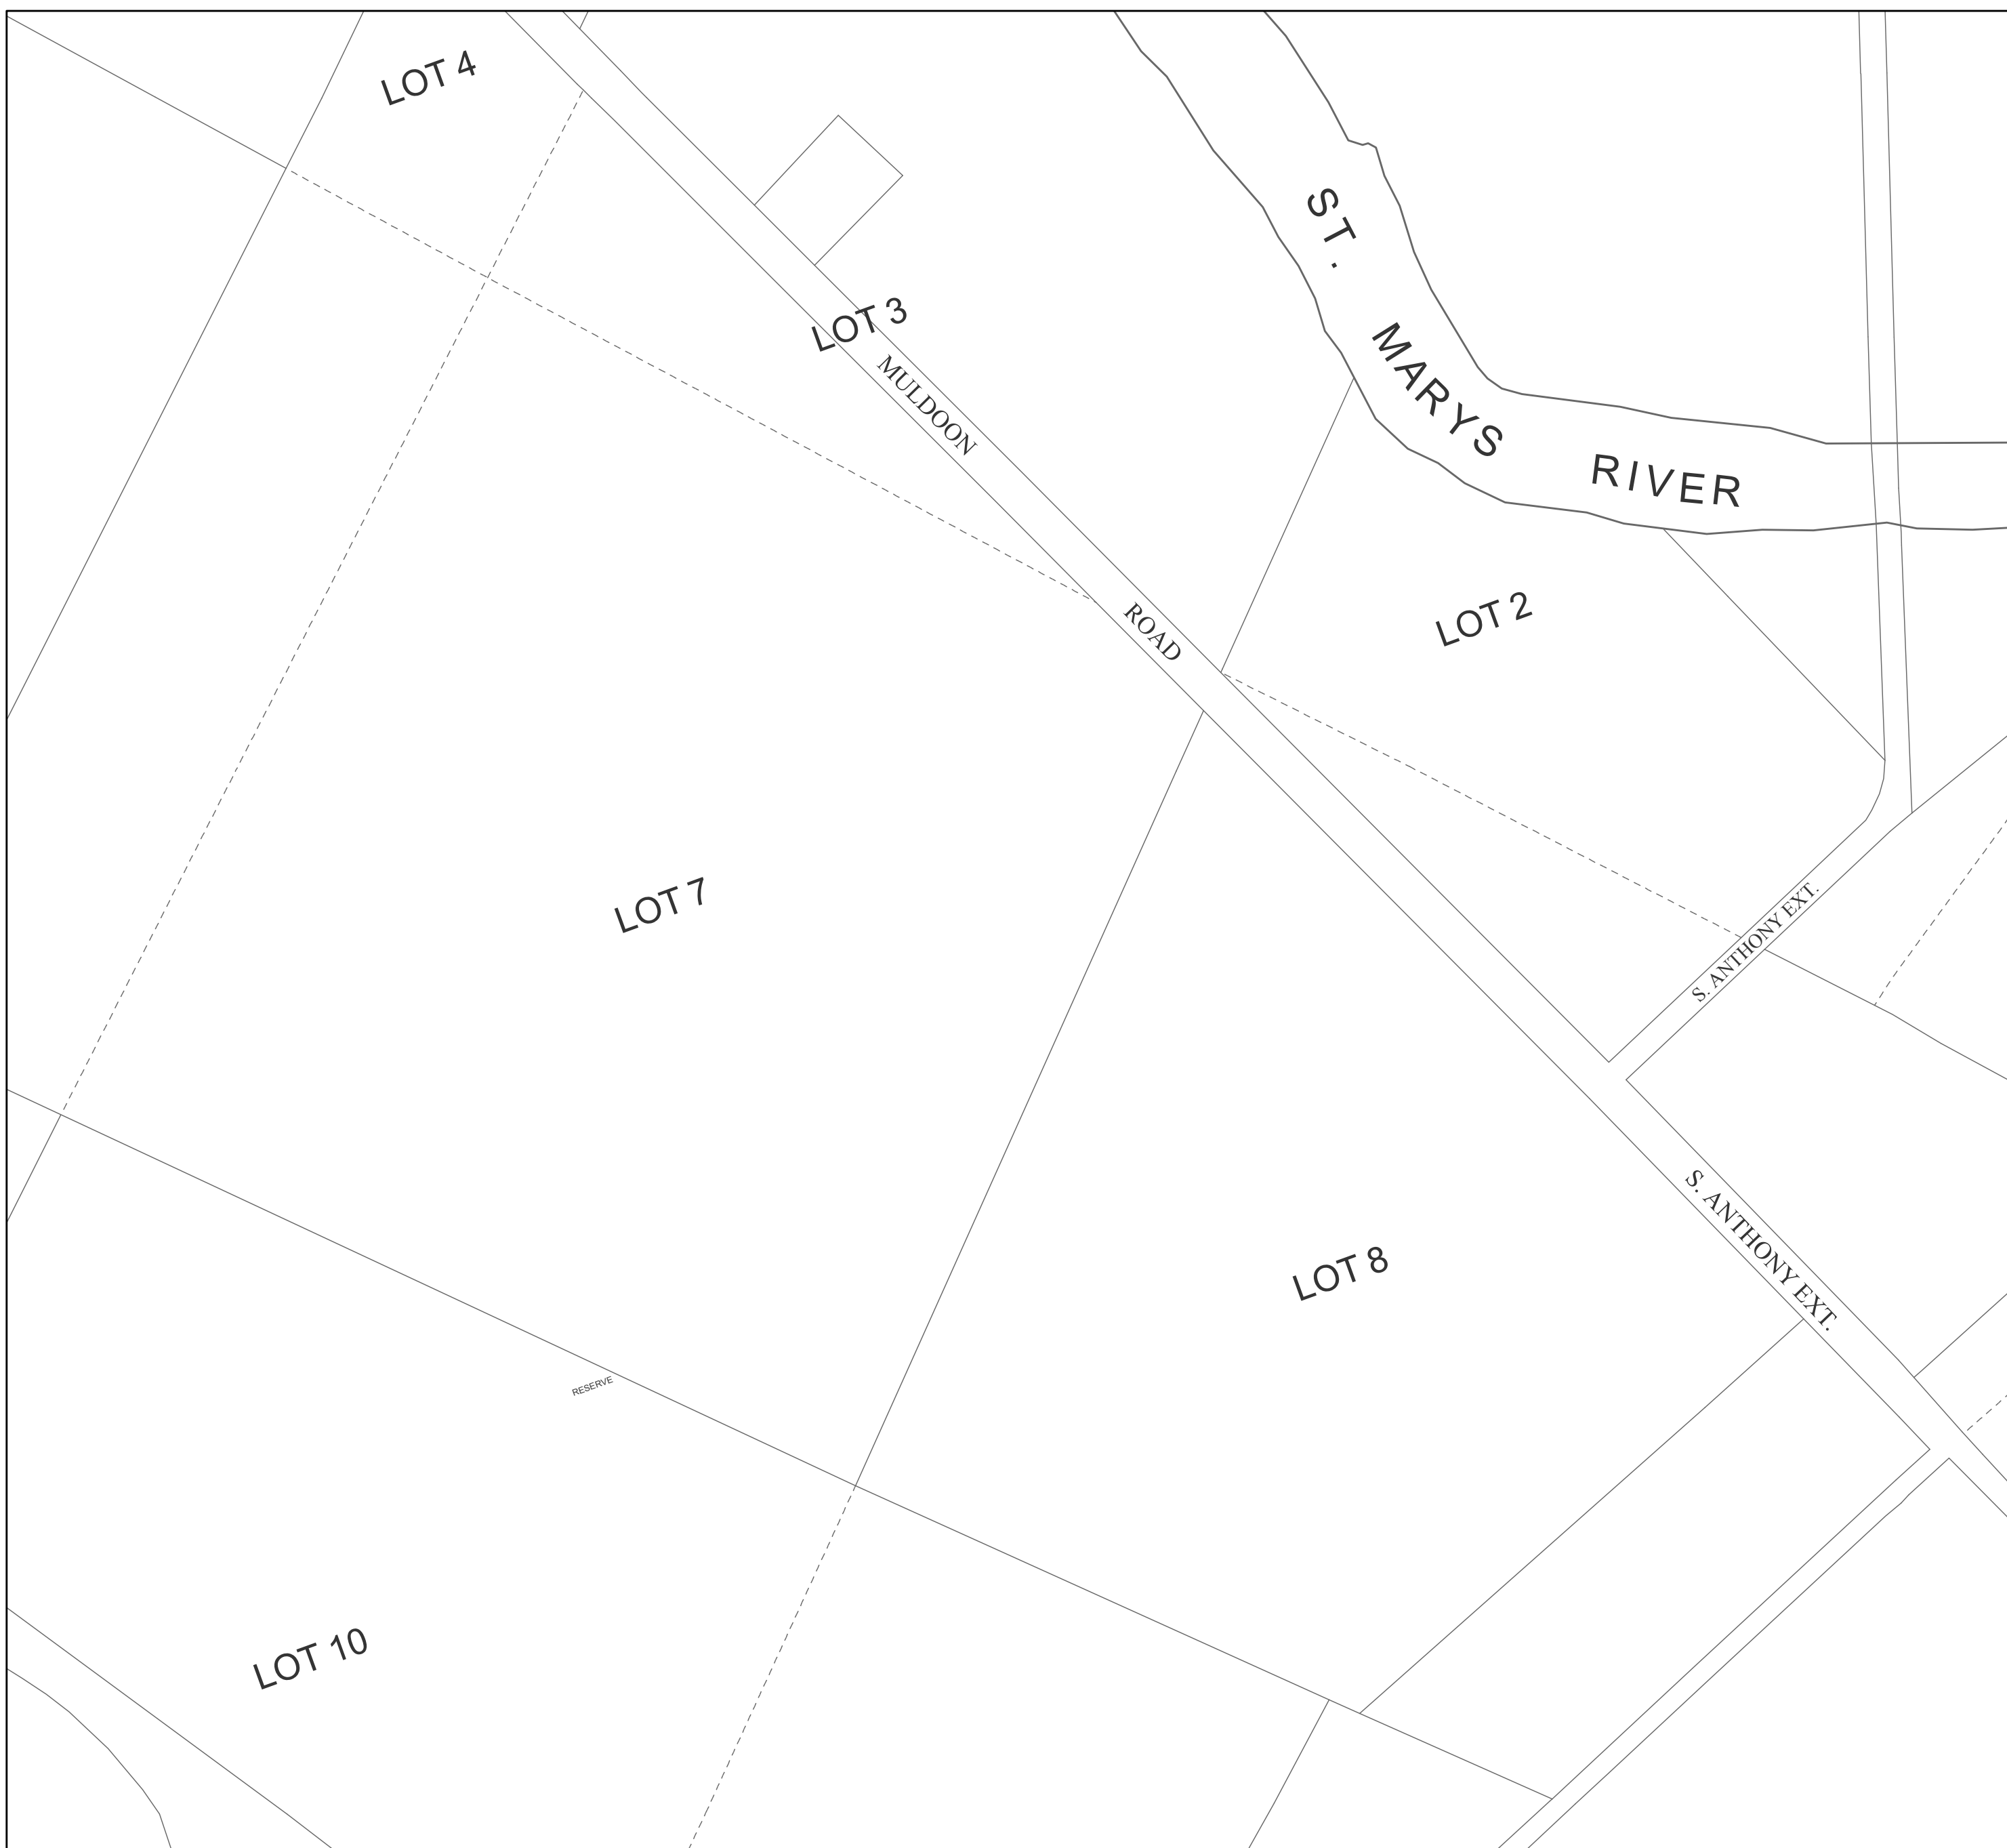 LOT 4
ST. MARYS RIVER
LOT 3
MULDOON ROAD
LOT 2
LOT 7
S. ANTHONY EXT.
S. ANTHONY EXT.
LOT 8
RESERVE
LOT 10